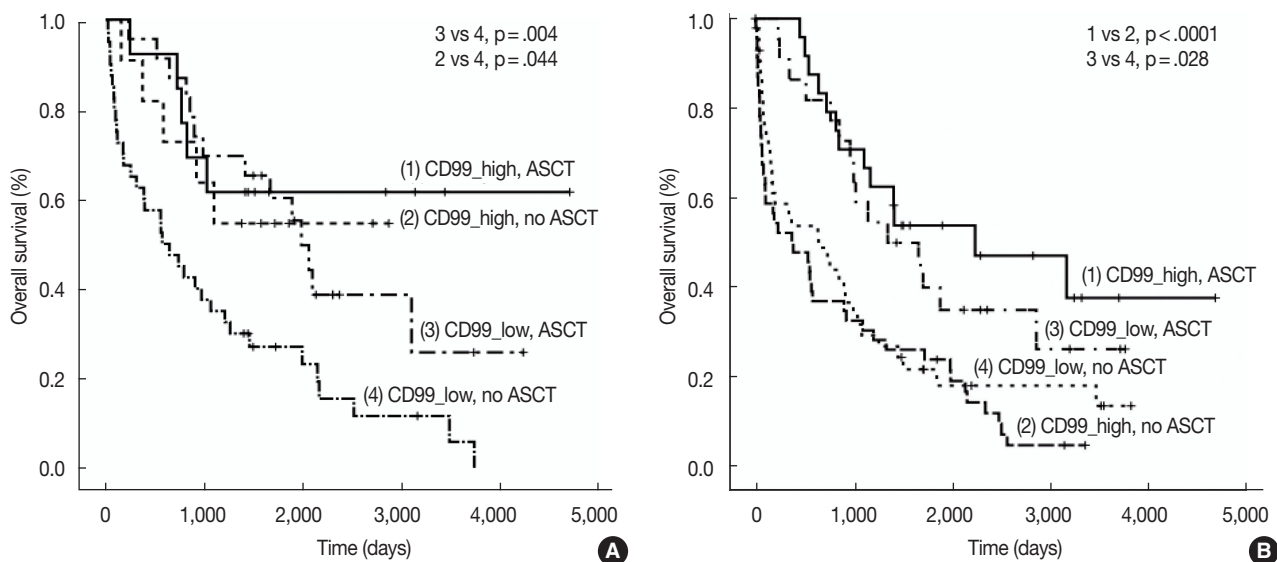 3 vs 4, p=.004
2 vs 4, p=.044
Overall survival (%)
1.0
0.8
0.6
0.4
0.2
0.0
(1) CD99_high, ASCT
(2) CD99_high, no ASCT
(3) CD99_low, ASCT
(4) CD99_low, no ASCT
0 1,000 2,000 3,000 4,000 5,000
Time (days)
A
1 vs 2, p<.0001
3 vs 4, p=.028
Overall survival (%)
1.0
0.8
0.6
0.4
0.2
0.0
(1) CD99_high, ASCT
(3) CD99_low, ASCT
(4) CD99_low, no ASCT
(2) CD99_high, no ASCT
0 1,000 2,000 3,000 4,000 5,000
Time (days)
B